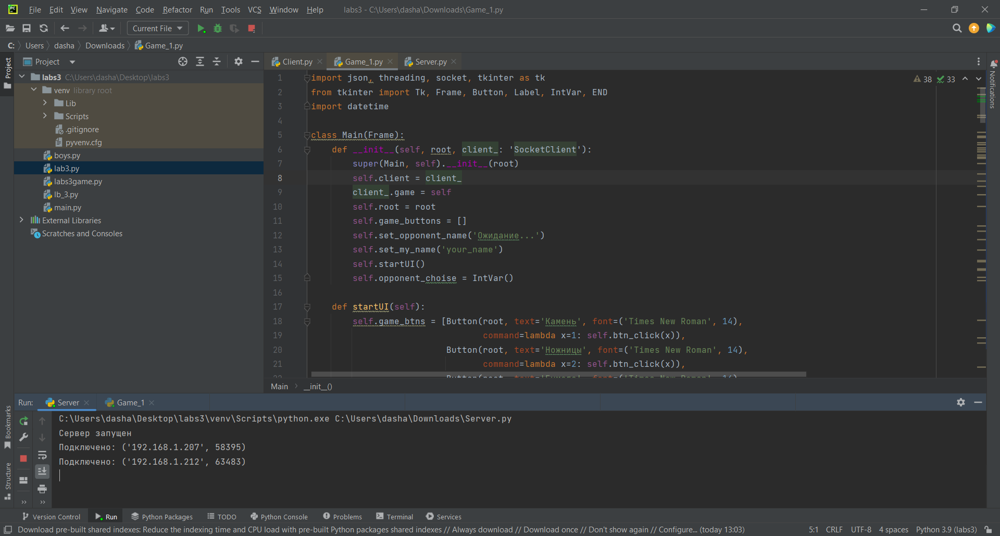 File Edit View Navigate Code Refactor Run Tools VCS Window Help labs3 - C:\Users\dasha\Downloads\Game_1.py
Current File
C: Users dasha Downloads Game_1.py
Project
Client.py Game_1.py Server.py
Project
labs3 C:\Users\dasha\Desktop\labs3
venv library root
Lib
Scripts
.gitignore
pyvenv.cfg
boys.py
lab3.py
labs3game.py
lb_3.py
main.py
External Libraries
Scratches and Consoles
38 33
Notifications
1 import json, threading, socket, tkinter as tk
2 from tkinter import Tk, Frame, Button, Label, IntVar, END
3 import datetime
4
5 class Main(Frame):
6 def __init__(self, root, client_: 'SocketClient'):
7 super(Main, self).__init__(root)
8 self.client = client_
9 client_.game = self
10 self.root = root
11 self.game_buttons = []
12 self.set_opponent_name('Ожидание...')
13 self.set_my_name('your_name')
14 self.startUI()
15 self.opponent_choise = IntVar()
16
17 def startUI(self):
18 self.game_btns = [Button(root, text='Камень', font=('Times New Roman', 14),
19 command=lambda x=1: self.btn_click(x)),
20 Button(root, text='Ножницы', font=('Times New Roman', 14),
21 command=lambda x=2: self.btn_click(x)),
Main __init__()
Run: Server Game_1
C:\Users\dasha\Desktop\labs3\venv\Scripts\python.exe C:\Users\dasha\Downloads\Server.py
Сервер запущен
Подключено: ('192.168.1.207', 58395)
Подключено: ('192.168.1.212', 63483)
Bookmarks
Structure
Version Control Run Python Packages TODO Python Console Problems Terminal Services
Download pre-built shared indexes: Reduce the indexing time and CPU load with pre-built Python packages shared indexes // Always download // Download once // Don't show again // Configure... (today 13:03) 5:1 CRLF UTF-8 4 spaces Python 3.9 (labs3)